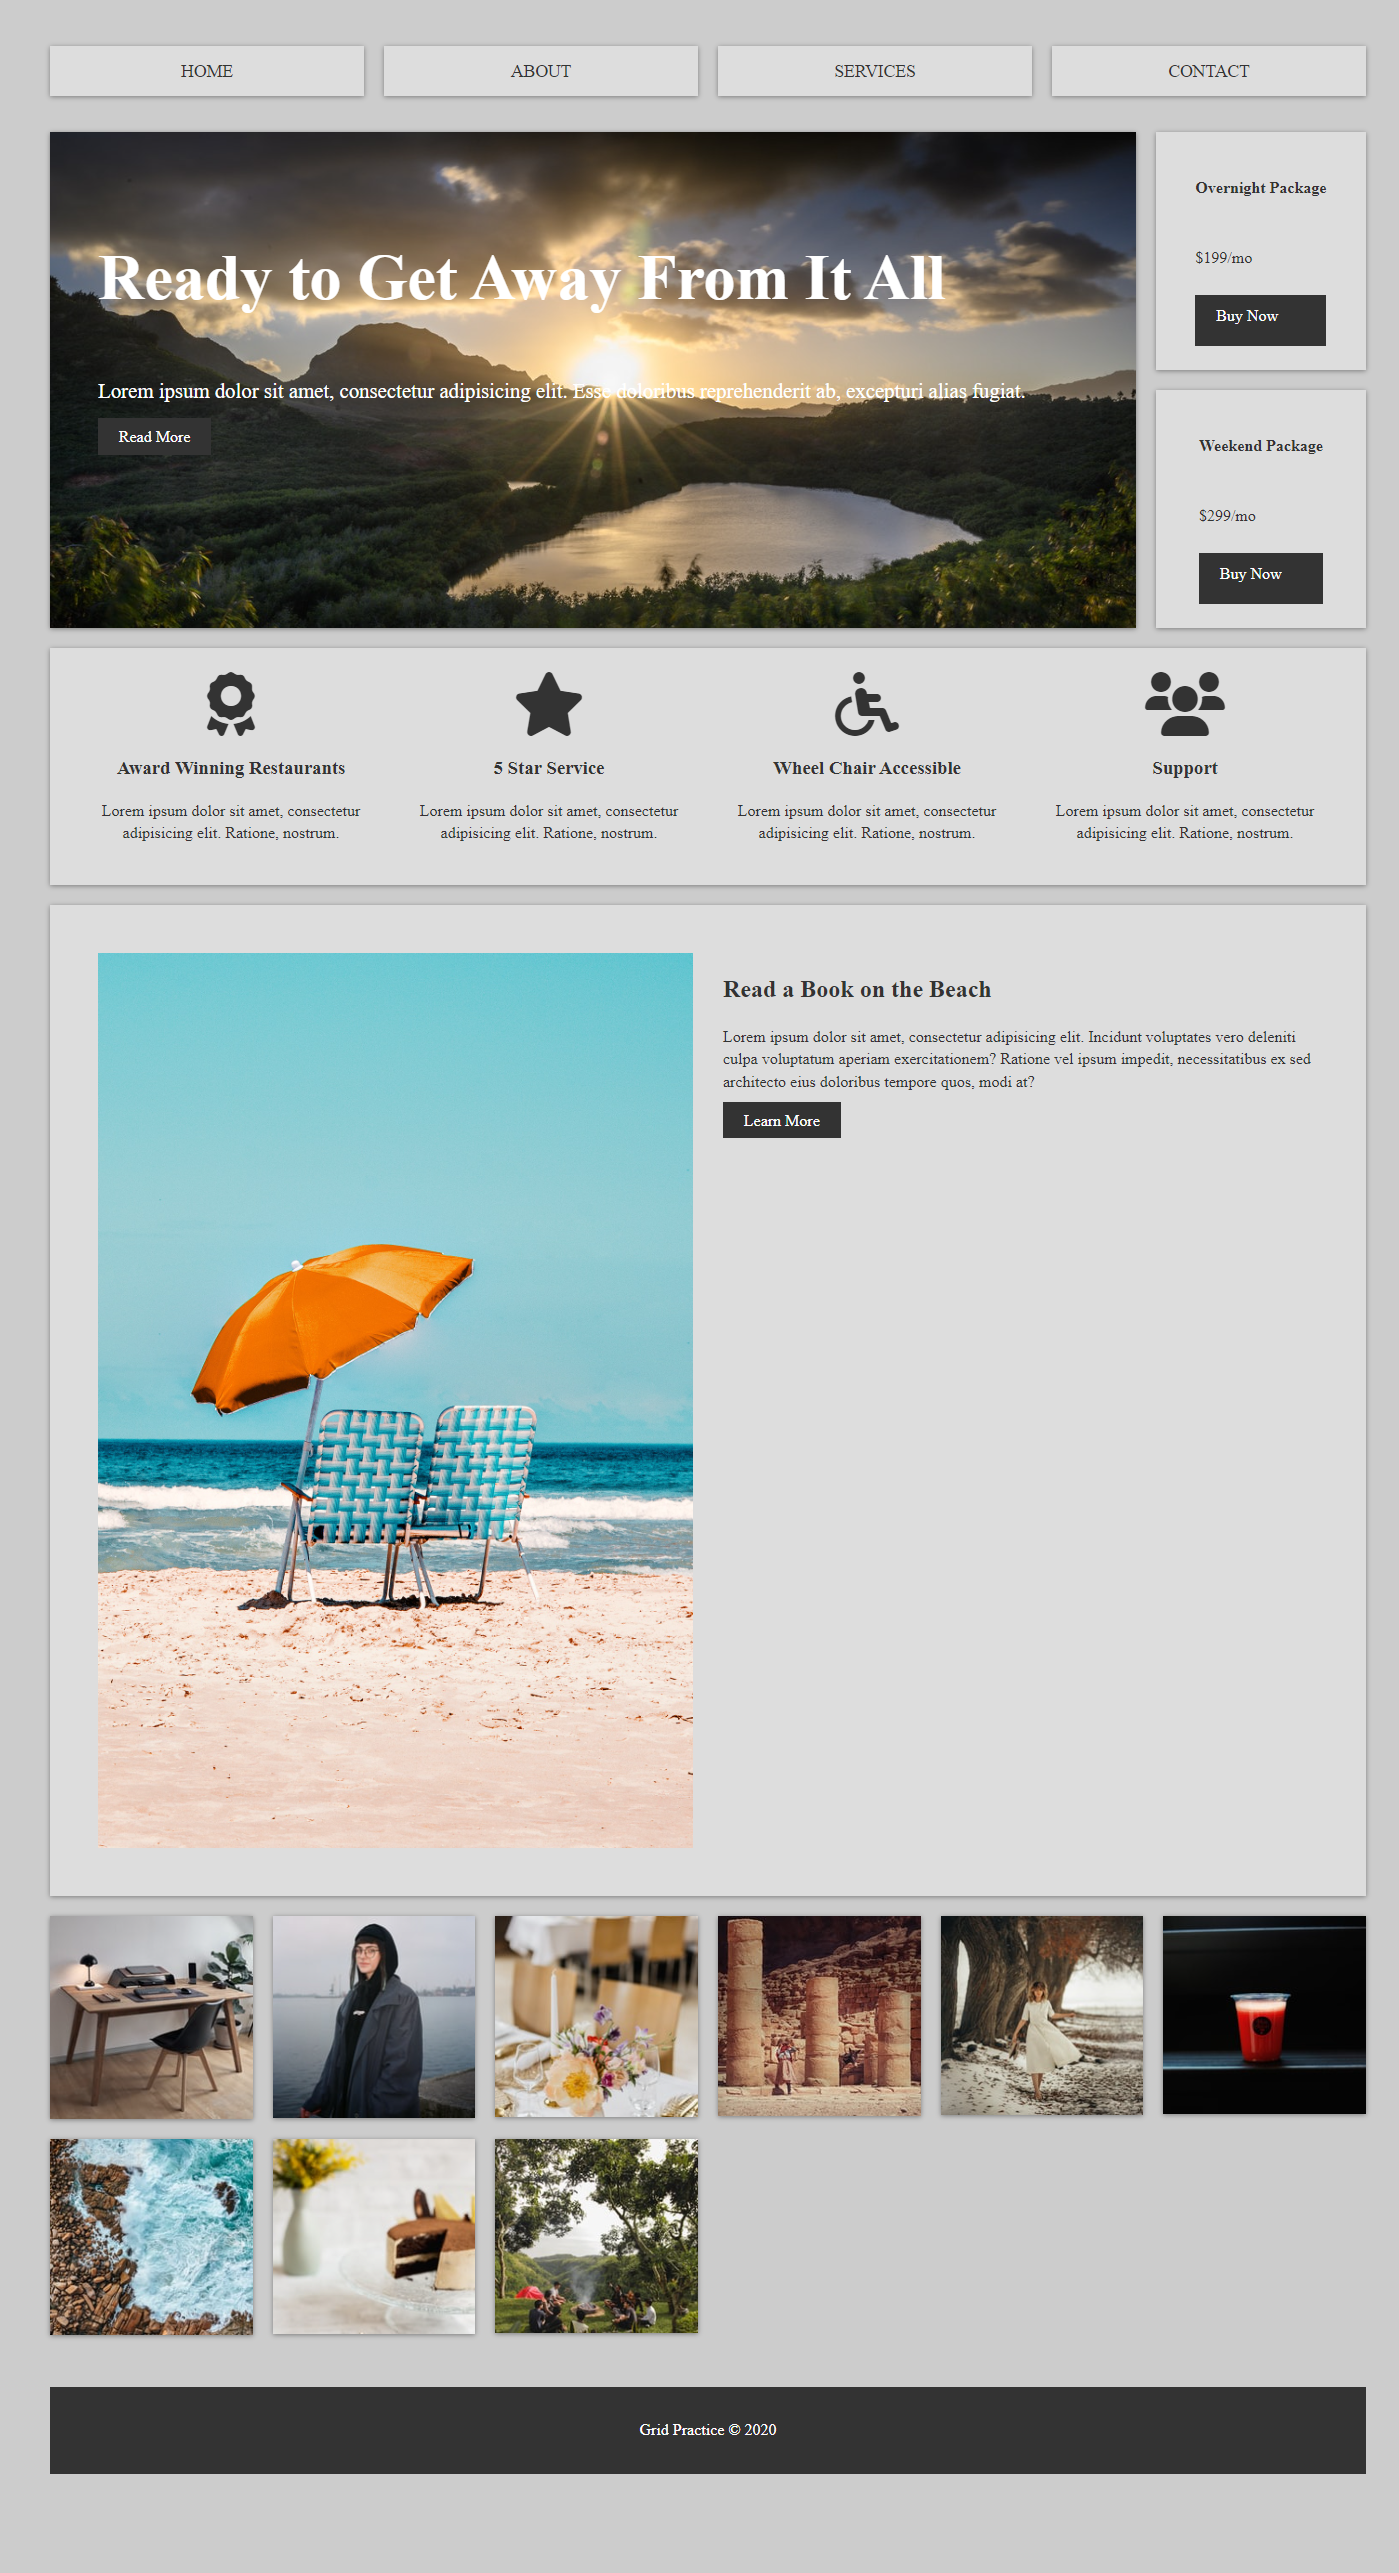 HOME
ABOUT
SERVICES
CONTACT
Ready to Get Away From It All
Lorem ipsum dolor sit amet, consectetur adipisicing elit. Esse doloribus reprehenderit ab, excepturi alias fugiat.
Read More
Overnight Package
$199/mo
Buy Now
Weekend Package
$299/mo
Buy Now
Award Winning Restaurants
Lorem ipsum dolor sit amet, consectetur
adipisicing elit. Ratione, nostrum.
5 Star Service
Lorem ipsum dolor sit amet, consectetur
adipisicing elit. Ratione, nostrum.
Wheel Chair Accessible
Lorem ipsum dolor sit amet, consectetur
adipisicing elit. Ratione, nostrum.
Support
Lorem ipsum dolor sit amet, consectetur
adipisicing elit. Ratione, nostrum.
Read a Book on the Beach
Lorem ipsum dolor sit amet, consectetur adipisicing elit. Incidunt voluptates vero deleniti
culpa voluptatum aperiam exercitationem? Ratione vel ipsum impedit, necessitatibus ex sed
architecto eius doloribus tempore quos, modi at?
Learn More
Grid Practice © 2020